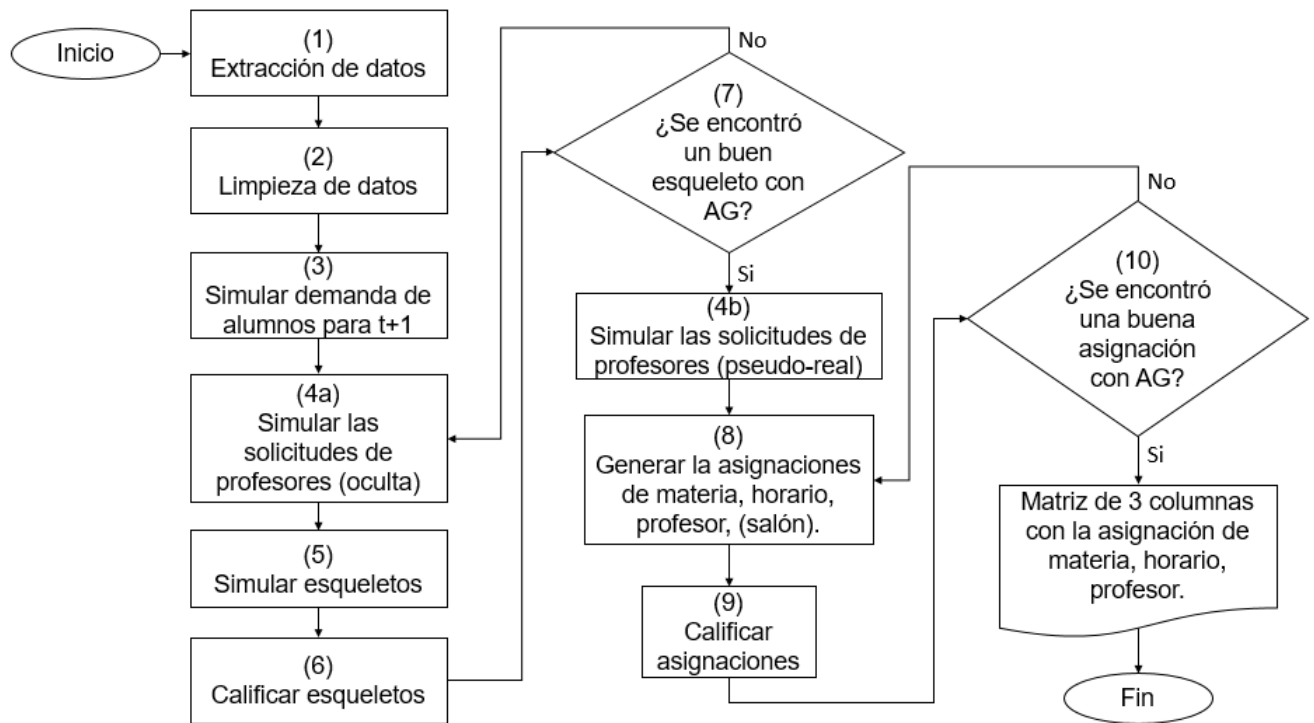 Inicio
(1)
Extracción de datos
(2)
Limpieza de datos
(3)
Simular demanda de
alumnos para t+1
(4a)
Simular las
solicitudes de
profesores (oculta)
(5)
Simular esqueletos
(6)
Calificar esqueletos
No
(7)
¿Se encontró
un buen
esqueleto con
AG?
Si
(4b)
Simular las solicitudes de
profesores (pseudo-real)
(8)
Generar la asignaciones
de materia, horario,
profesor, (salón).
(9)
Calificar
asignaciones
No
(10)
¿Se encontró
una buena
asignación
con AG?
Si
Matriz de 3 columnas
con la asignación de
materia, horario,
profesor.
Fin